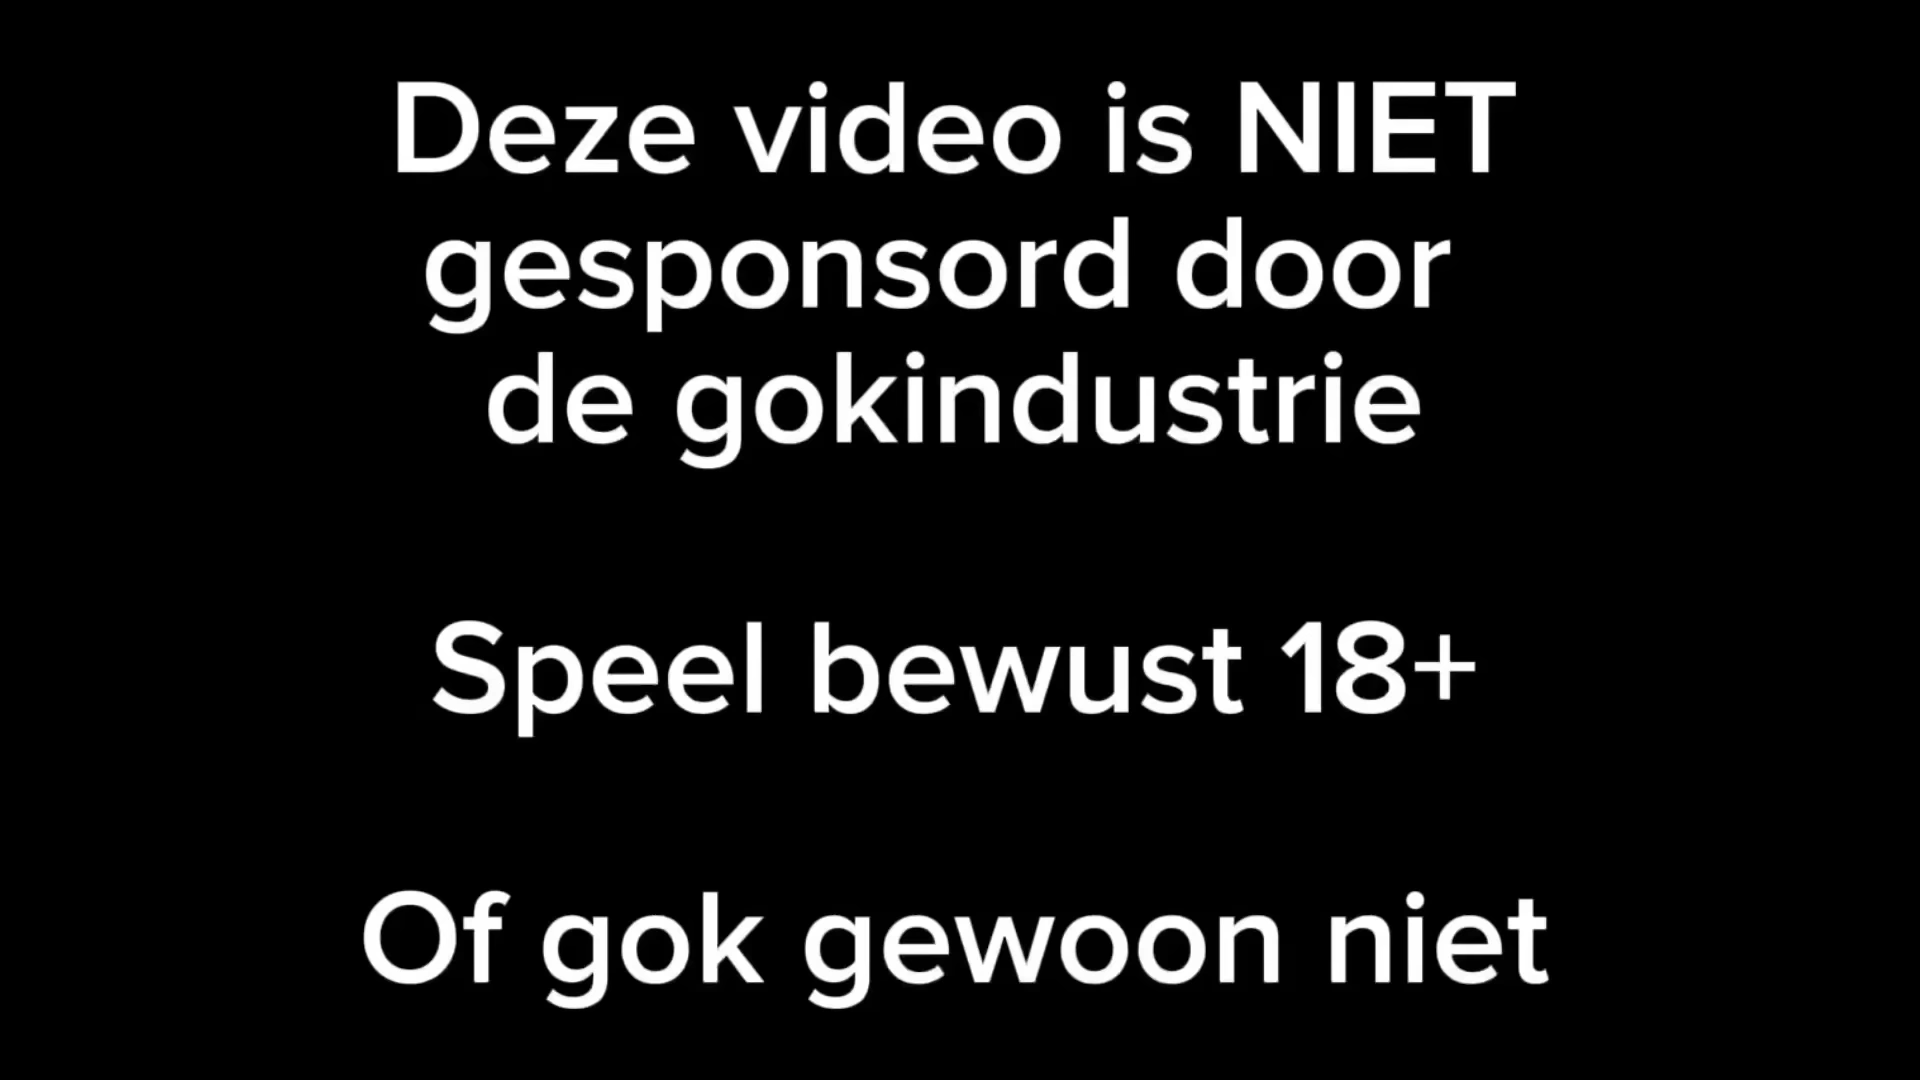 Deze video is NIET
gesponsord door
de gokindustrie
Speel bewust 18+
Of gok gewoon niet